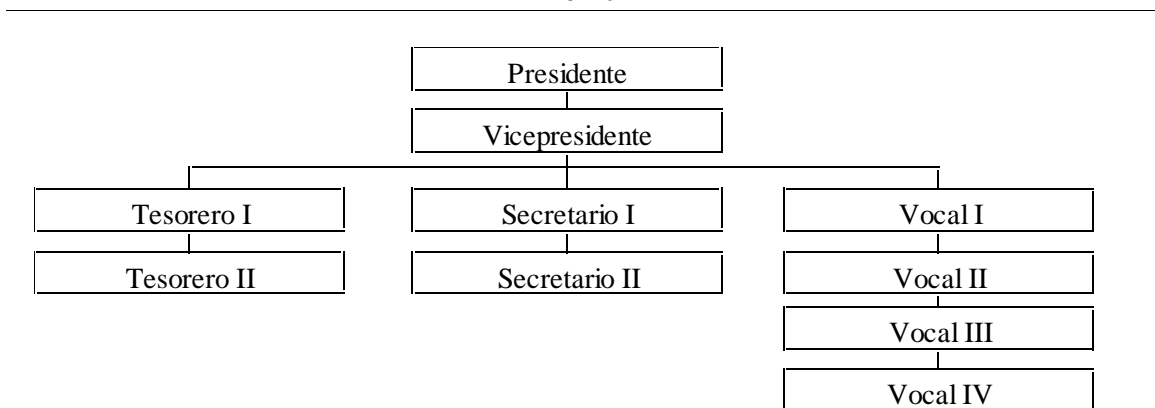 Presidente
Vicepresidente
Tesorero I
Secretario I
Vocal I
Tesorero II
Secretario II
Vocal II
Vocal III
Vocal IV